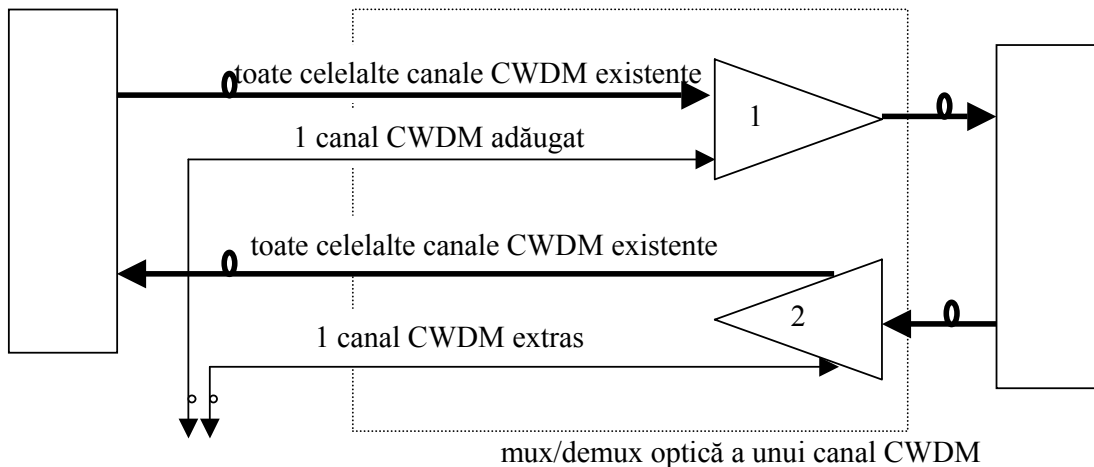 toate celelalte canale CWDM existente
1
1 canal CWDM adăugat
toate celelalte canale CWDM existente
2
1 canal CWDM extras
mux/demux optică a unui canal CWDM